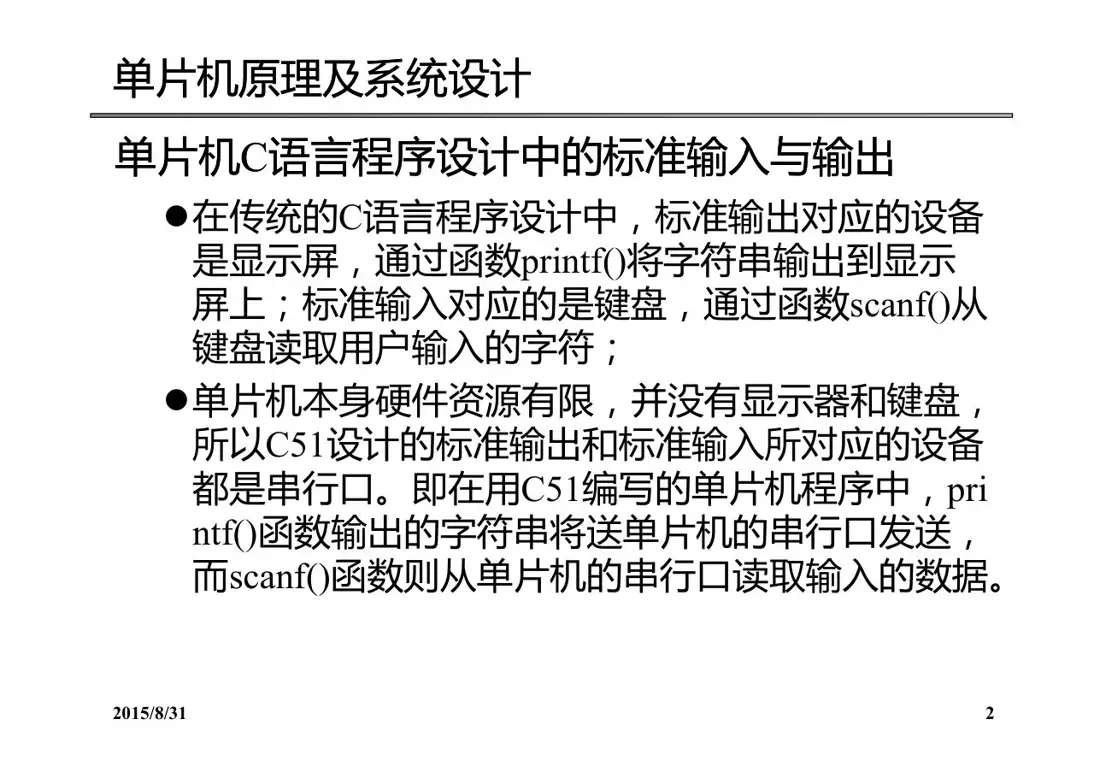 单片机原理及系统设计
单片机C语言程序设计中的标准输入与输出
●在传统的C语言程序设计中，标准输出对应的设备
是显示屏，通过函数printf()将字符串输出到显示
屏上；标准输入对应的是键盘，通过函数scanf()从
键盘读取用户输入的字符；
●单片机本身硬件资源有限，并没有显示器和键盘，
所以C51设计的标准输出和标准输入所对应的设备
都是串行口。即在用C51编写的单片机程序中，pri
ntf()函数输出的字符串将送单片机的串行口发送，
而scanf()函数则从单片机的串行口读取输入的数据。
2015/8/31
2